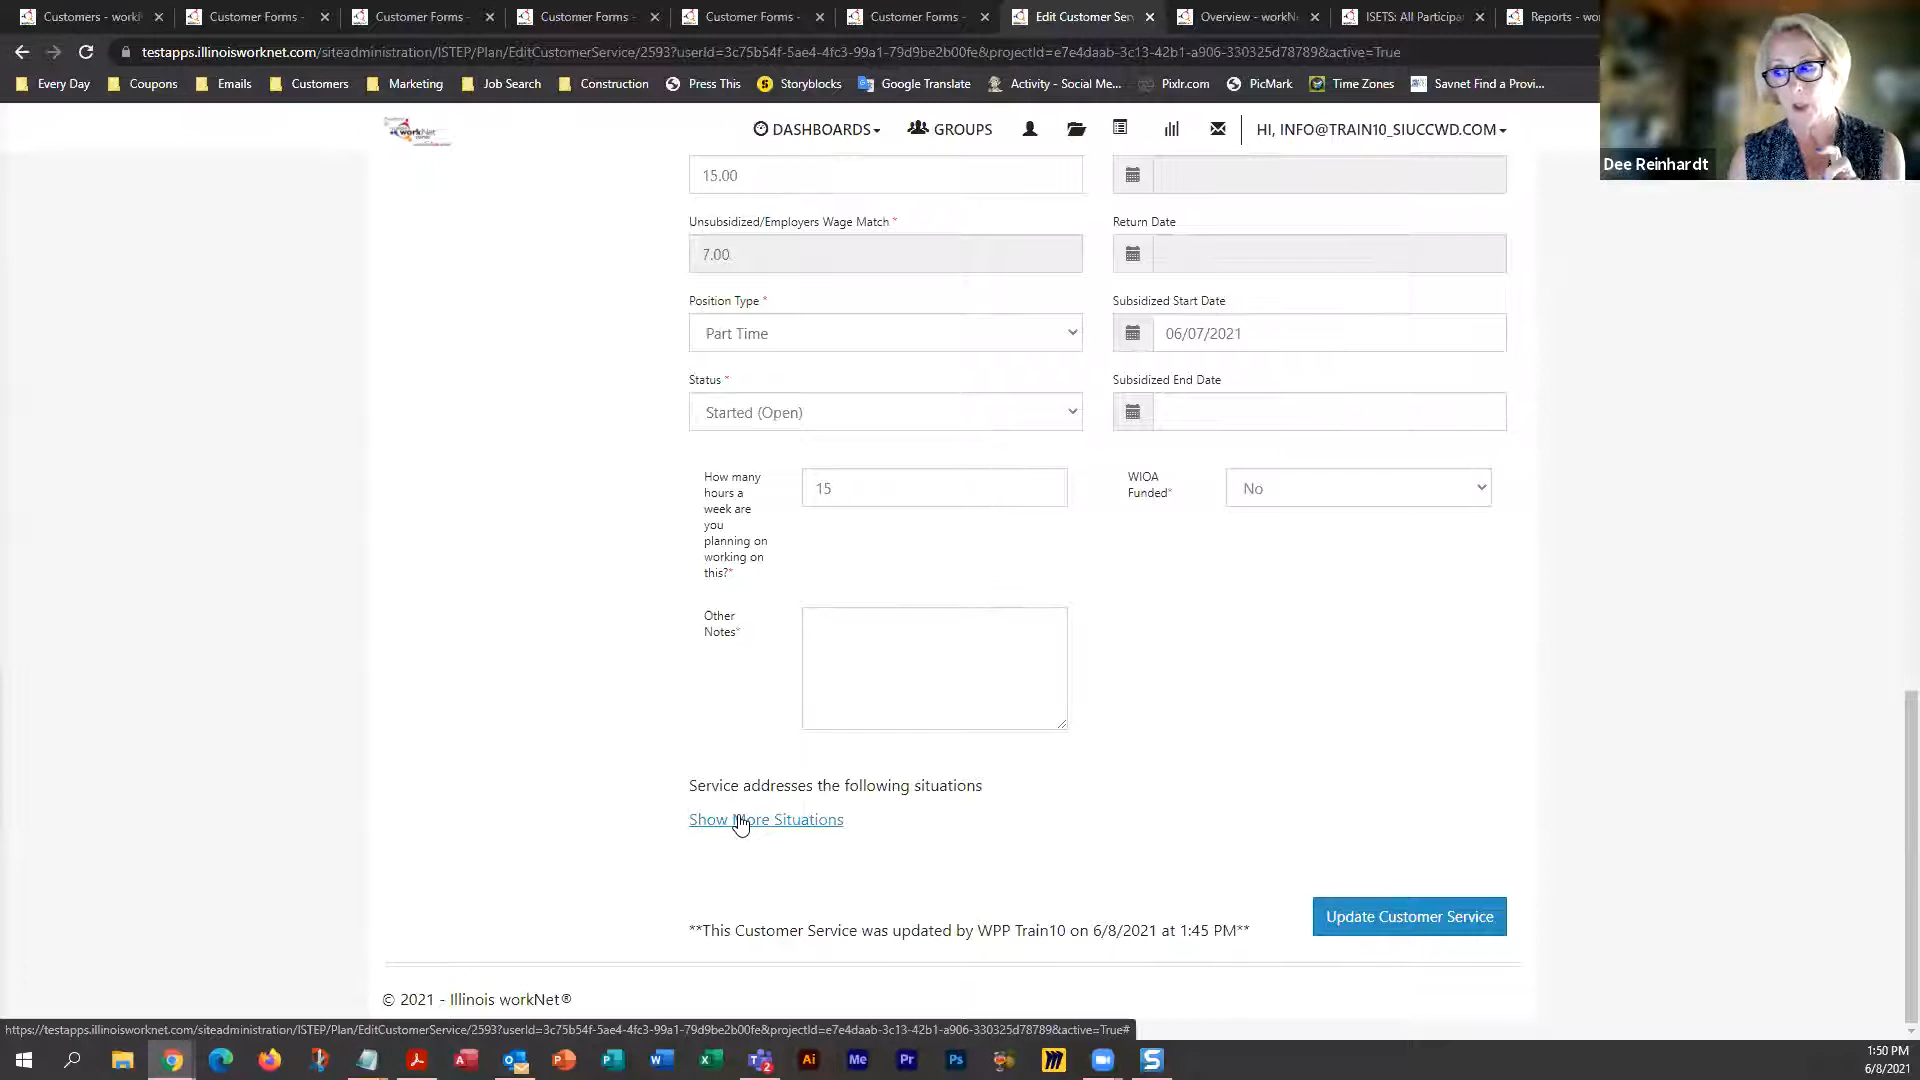 Customers - workN
Customer Forms -
Customer Forms -
Customer Forms -
Customer Forms -
Customer Forms -
Edit Customer Ser
Overview - workN
ISETS: All Participa
Reports - wo
testapps.illinoisworknet.com/siteadministration/ISTEP/Plan/EditCustomerService/2593?userId=3c75b54f-5ae4-4fc3-99a1-79d9be2b00fe&projectId=e7e4daab-3c13-42b1-a906-330325d78789&active=True
Every Day
Coupons
Emails
Customers
Marketing
Job Search
Construction
Press This
Storyblocks
Google Translate
Activity - Social Me...
Pixlr.com
PicMark
Time Zones
Savnet Find a Provi...
Dee Reinhardt
workNet
DASHBOARDS
GROUPS
HI, INFO@TRAIN10_SIUCCWD.COM
15.00
Unsubsidized/Employers Wage Match *
Return Date
7.00
Position Type *
Subsidized Start Date
Part Time
06/07/2021
Status *
Subsidized End Date
Started (Open)
How many
hours a
week are
you
planning on
working on
this?*
15
WIOA
Funded*
No
Other
Notes*
Service addresses the following situations
Show More Situations
Update Customer Service
**This Customer Service was updated by WPP Train10 on 6/8/2021 at 1:45 PM**
© 2021 - Illinois workNet®
https://testapps.illinoisworknet.com/siteadministration/ISTEP/Plan/EditCustomerService/2593?userId=3c75b54f-5ae4-4fc3-99a1-79d9be2b00fe&projectId=e7e4daab-3c13-42b1-a906-330325d78789&active=True#
1:50 PM
6/8/2021